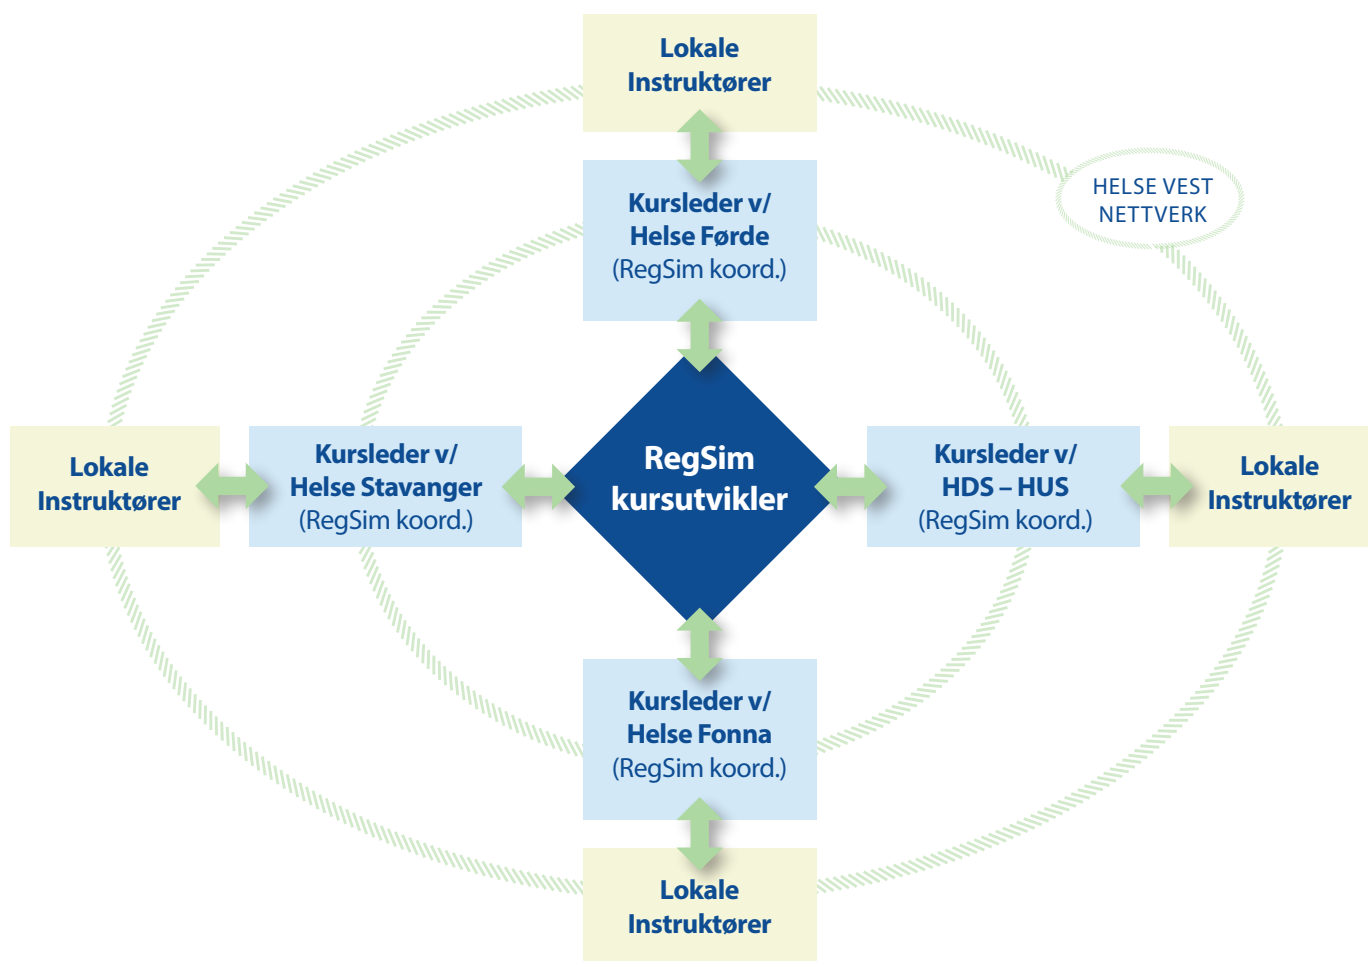 Lokale
Instruktører
HELSE VEST
NETTVERK
Kursleder v/
Helse Førde
(RegSim koord.)
Lokale
Instruktører
Kursleder v/
Helse Stavanger
(RegSim koord.)
RegSim
kursutvikler
Kursleder v/
HDS – HUS
(RegSim koord.)
Lokale
Instruktører
Kursleder v/
Helse Fonna
(RegSim koord.)
Lokale
Instruktører